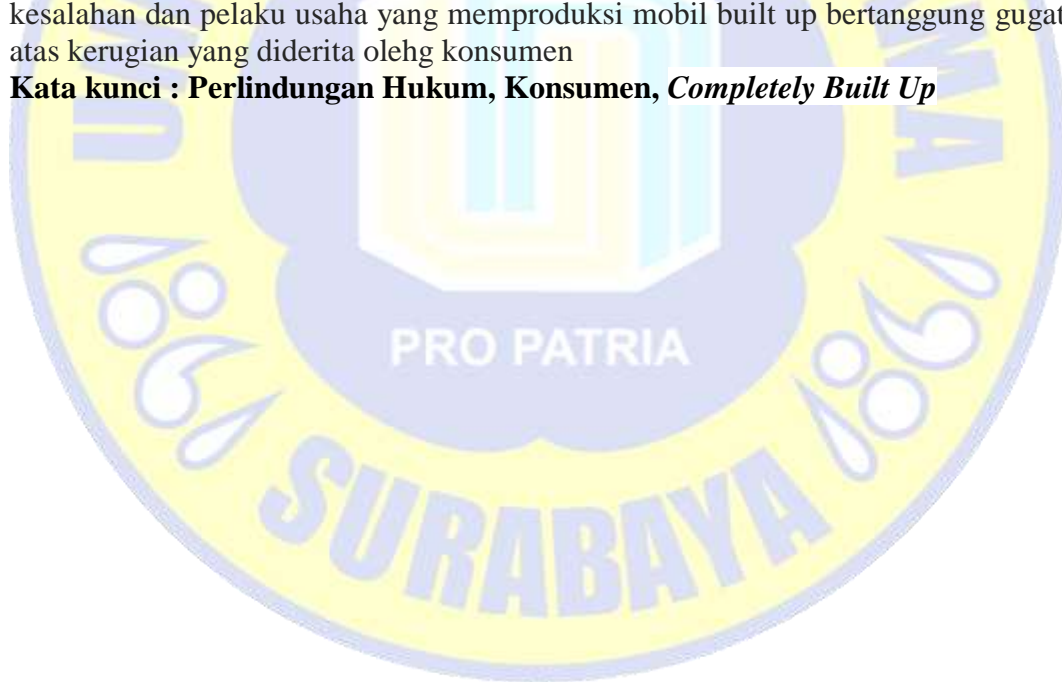 kesalahan dan pelaku usaha yang memproduksi mobil built up bertanggung gugat
atas kerugian yang diderita olehg konsumen
Kata kunci : Perlindungan Hukum, Konsumen, Completely Built Up
PRO PATRIA
SURABAYA